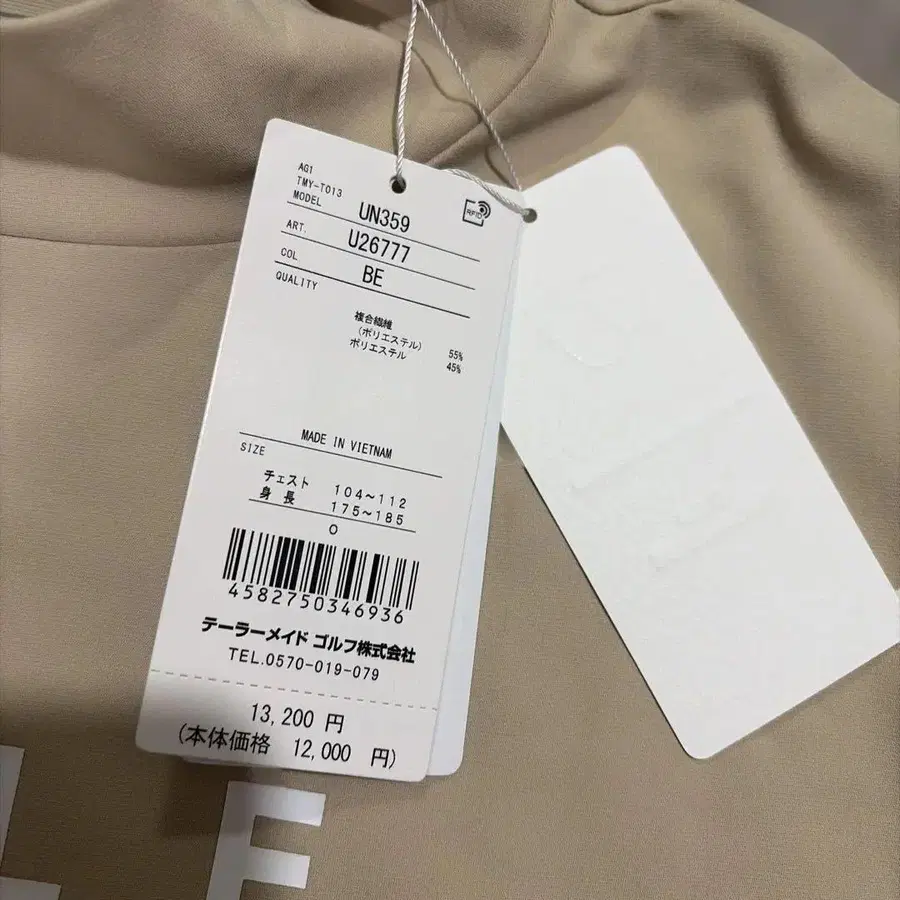 AG1
TMY-T013
MODEL UN359
RFID
ART. U26777
COL BE
QUALITY
複合繊維
(ポリエステル) 55%
ポリエステル 45%
MADE IN VIETNAM
SIZE
チェスト 104~112
身長 175~185
O
4582750346936
テーラーメイド ゴルフ株式会社
TEL.0570-019-079
13,200 円
(本体価格 12,000 円)
E